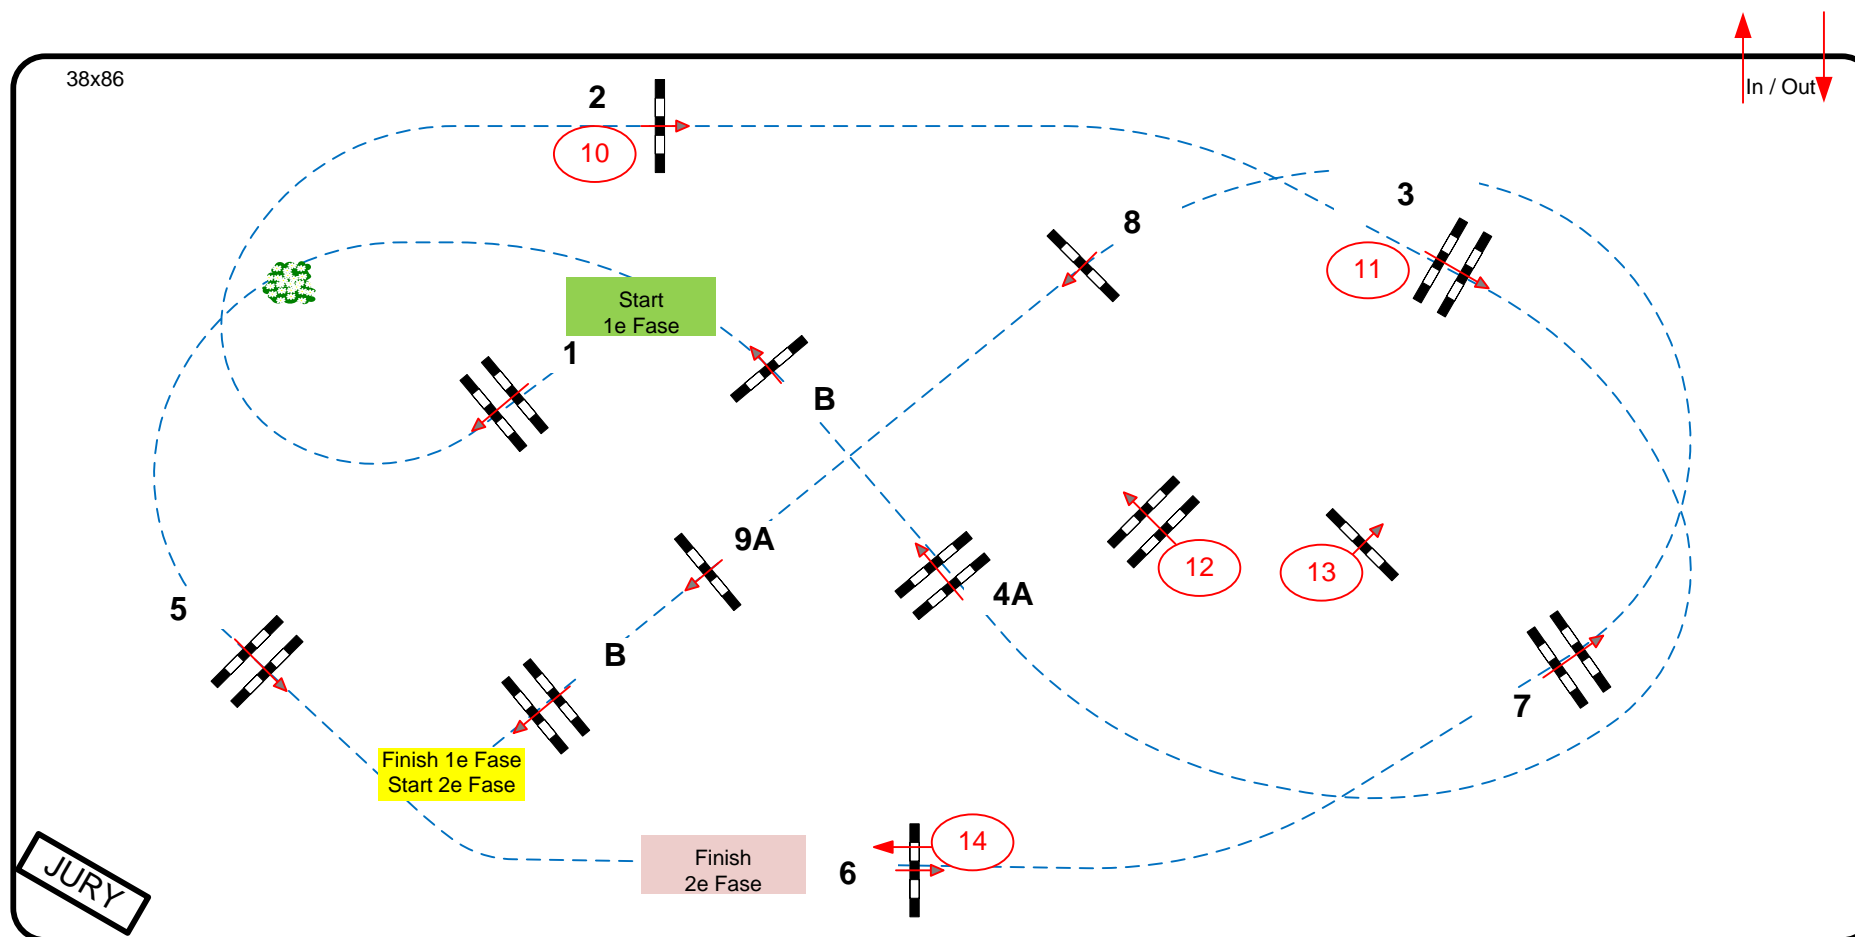 38x86
In / Out
2
10
3
8
11
Start
1e Fase
1
B
9A
12
13
4A
5
B
7
Finish 1e Fase
Start 2e Fase
14
6
Finish
2e Fase
JURY